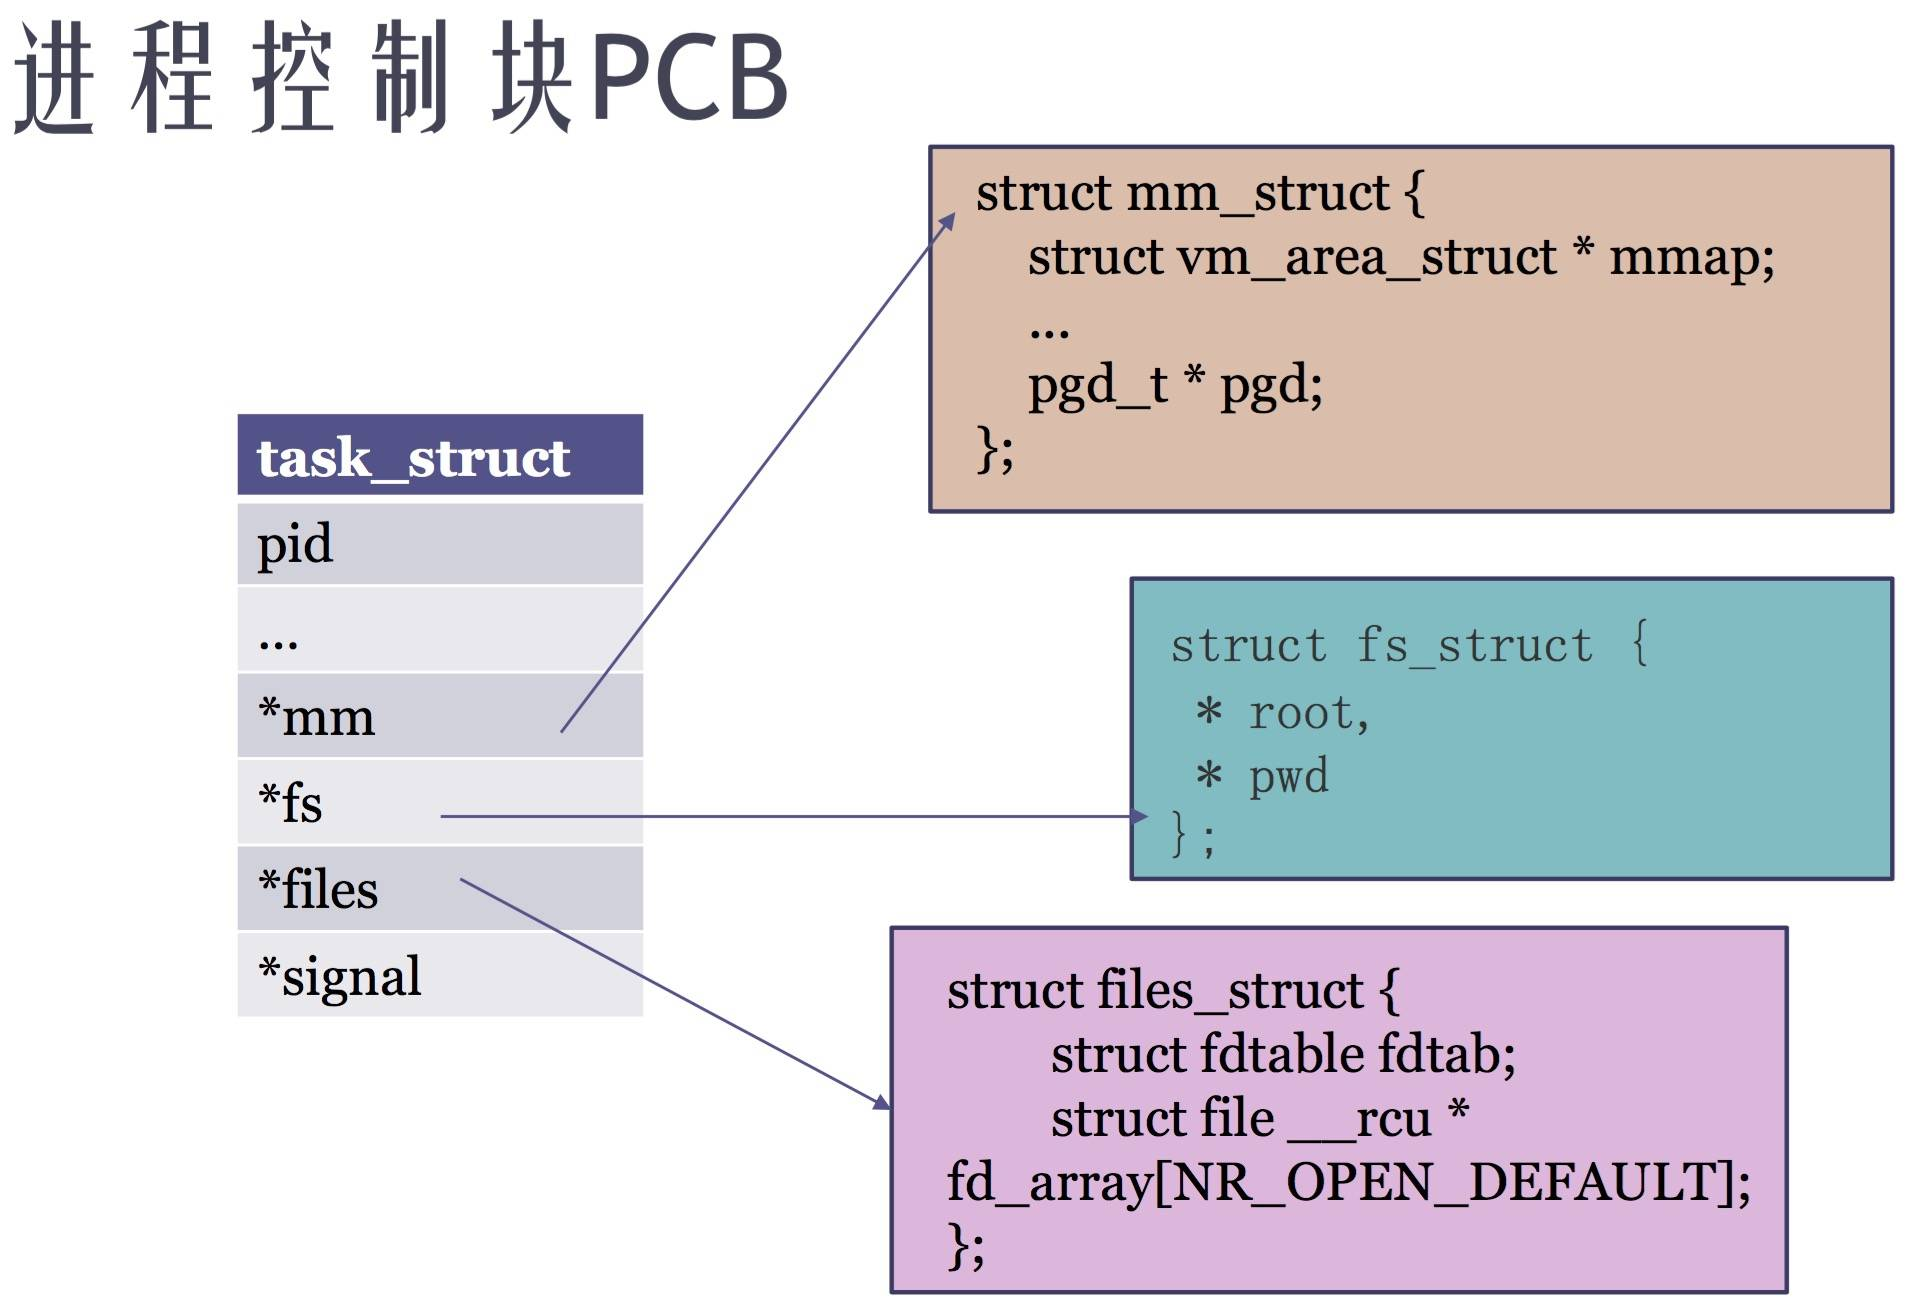 进程控制块PCB
task_struct
pid
...
*mm
*fs
*files
*signal
struct mm_struct {
struct vm_area_struct * mmap;
...
pgd_t * pgd;
};
struct fs_struct {
* root,
* pwd
};
struct files_struct {
struct fdtable fdtab;
struct file __rcu *
fd_array[NR_OPEN_DEFAULT];
};